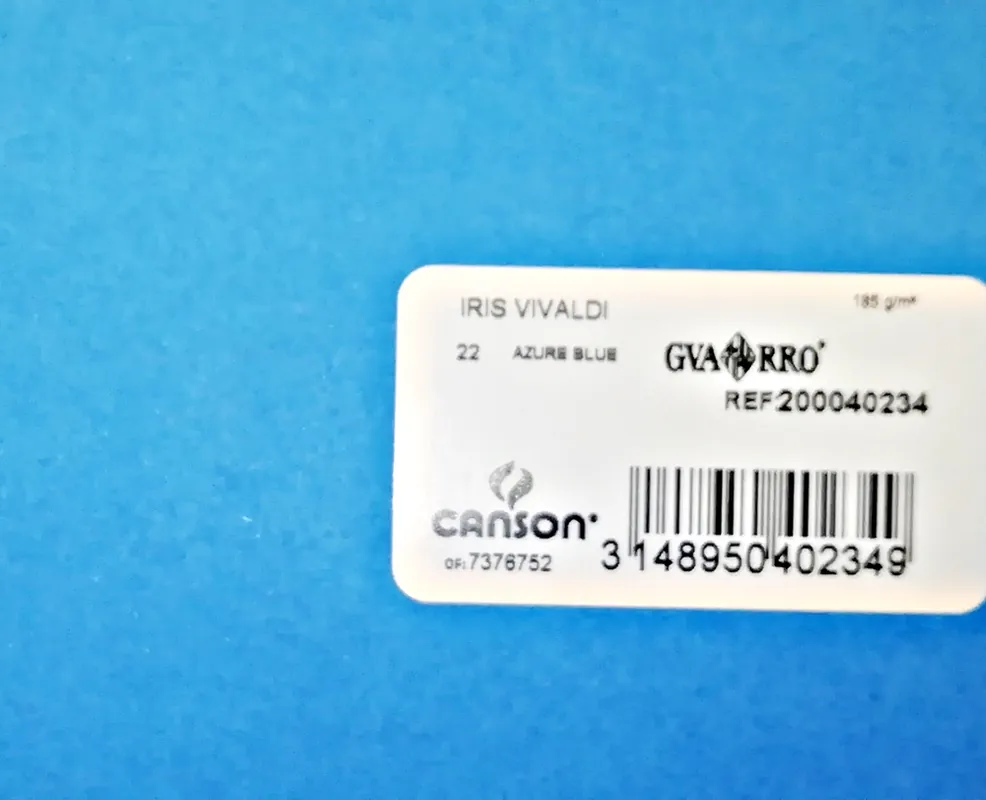 IRIS VIVALDI 185 g/m²
22 AZURE BLUE GVARRO
REF:200040234
CANSON
OF: 7376752 3 148950 402349